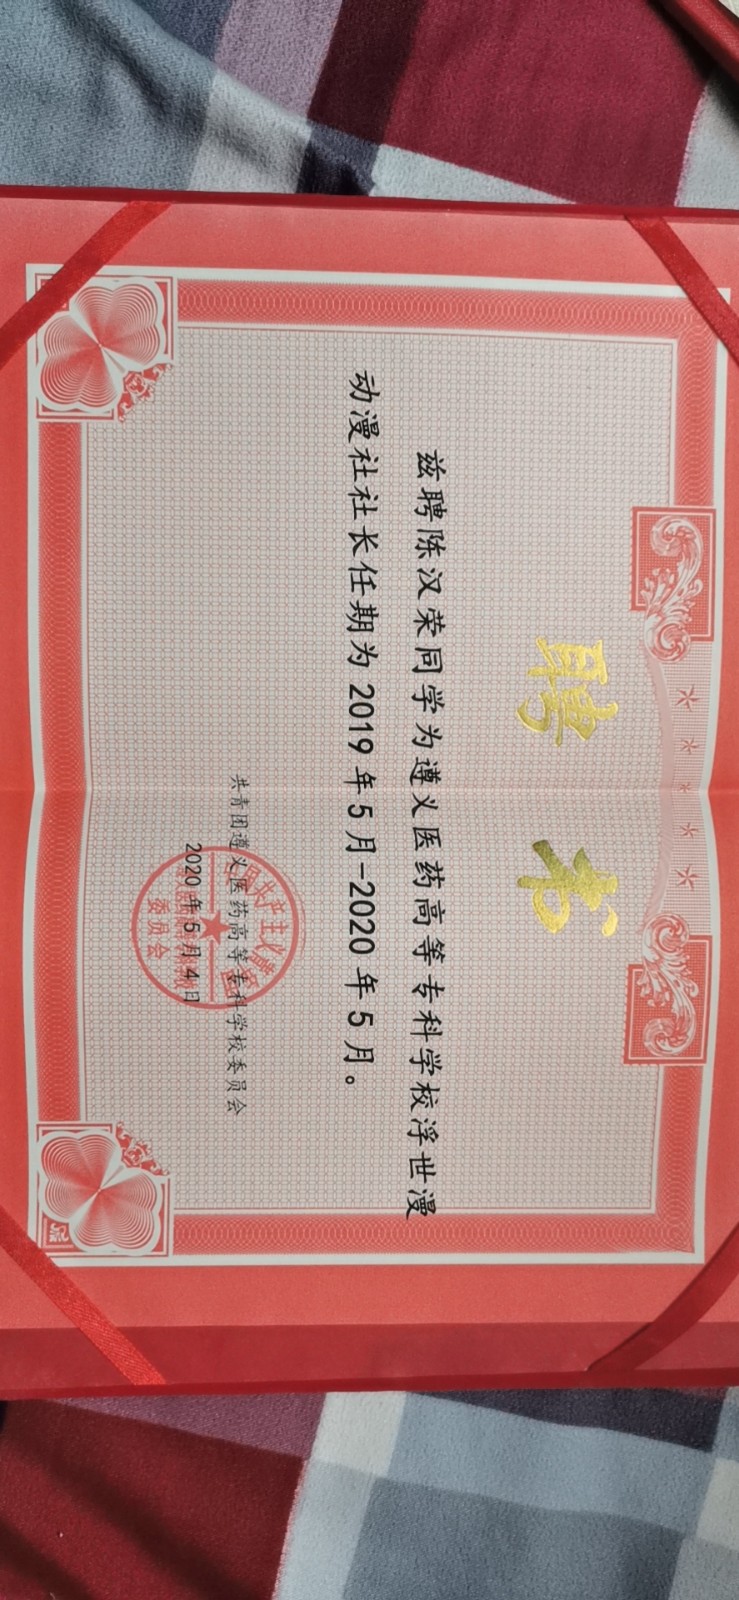 聘书
兹聘陈汉荣同学为遵义医药高等专科学校浮世漫
动漫社社长任期为2019年5月-2020年5月。
共青团遵义医药高等专科学校委员会
2020年5月4日
委员会